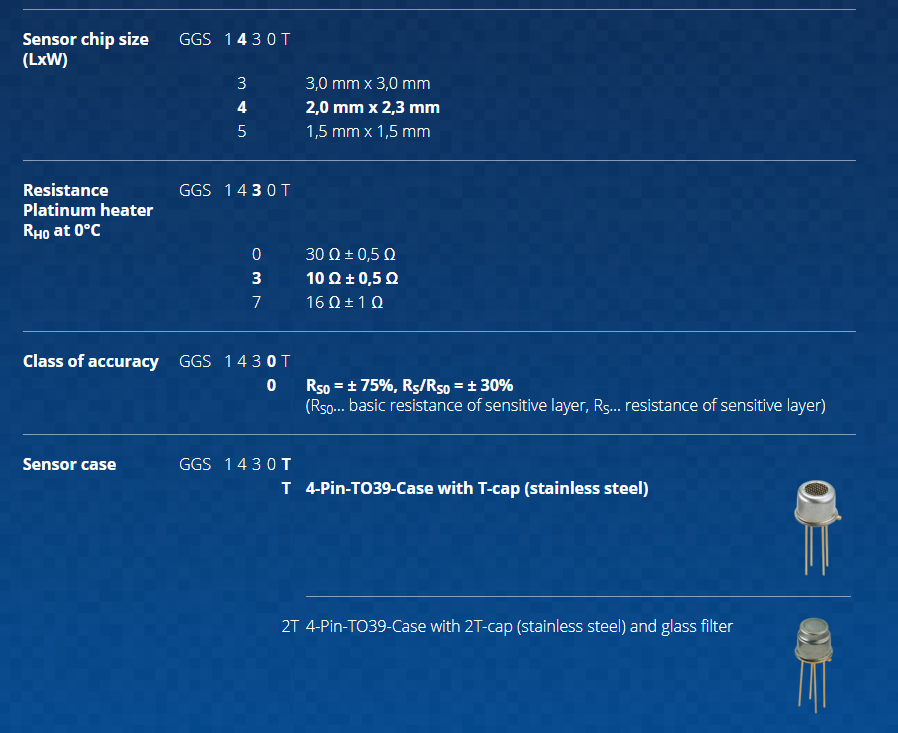 Sensor chip size GGS 1 4 3 0 T
(LxW)
3 3,0 mm x 3,0 mm
4 2,0 mm x 2,3 mm
5 1,5 mm x 1,5 mm
Resistance GGS 1 4 3 0 T
Platinum heater
RH0 at 0°C
0 30 Ω ± 0,5 Ω
3 10 Ω ± 0,5 Ω
7 16 Ω ± 1 Ω
Class of accuracy GGS 1 4 3 0 T
0 RS0 = ± 75%, RS/RS0 = ± 30%
(RS0... basic resistance of sensitive layer, RS... resistance of sensitive layer)
Sensor case GGS 1 4 3 0 T
T 4-Pin-TO39-Case with T-cap (stainless steel)
2T 4-Pin-TO39-Case with 2T-cap (stainless steel) and glass filter